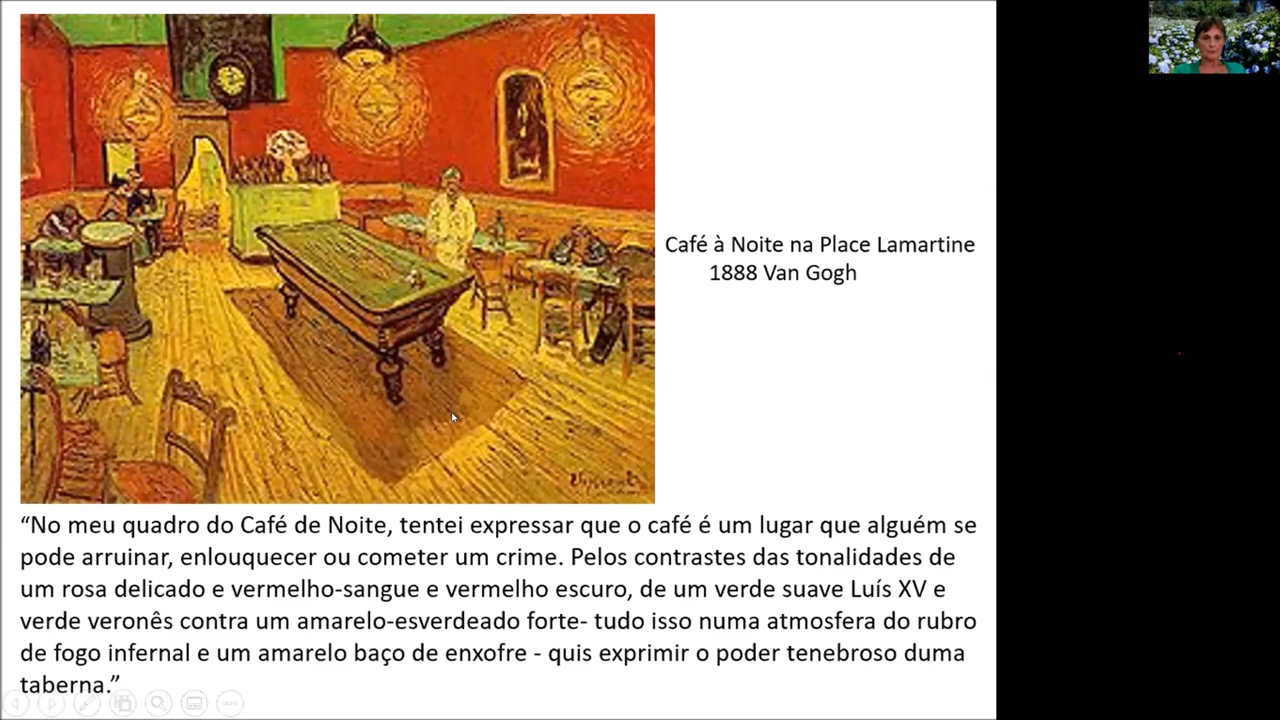 Café à Noite na Place Lamartine
1888 Van Gogh
“No meu quadro do Café de Noite, tentei expressar que o café é um lugar que alguém se
pode arruinar, enlouquecer ou cometer um crime. Pelos contrastes das tonalidades de
um rosa delicado e vermelho-sangue e vermelho escuro, de um verde suave Luís XV e
verde veronês contra um amarelo-esverdeado forte- tudo isso numa atmosfera do rubro
de fogo infernal e um amarelo baço de enxofre - quis exprimir o poder tenebroso duma
taberna.”